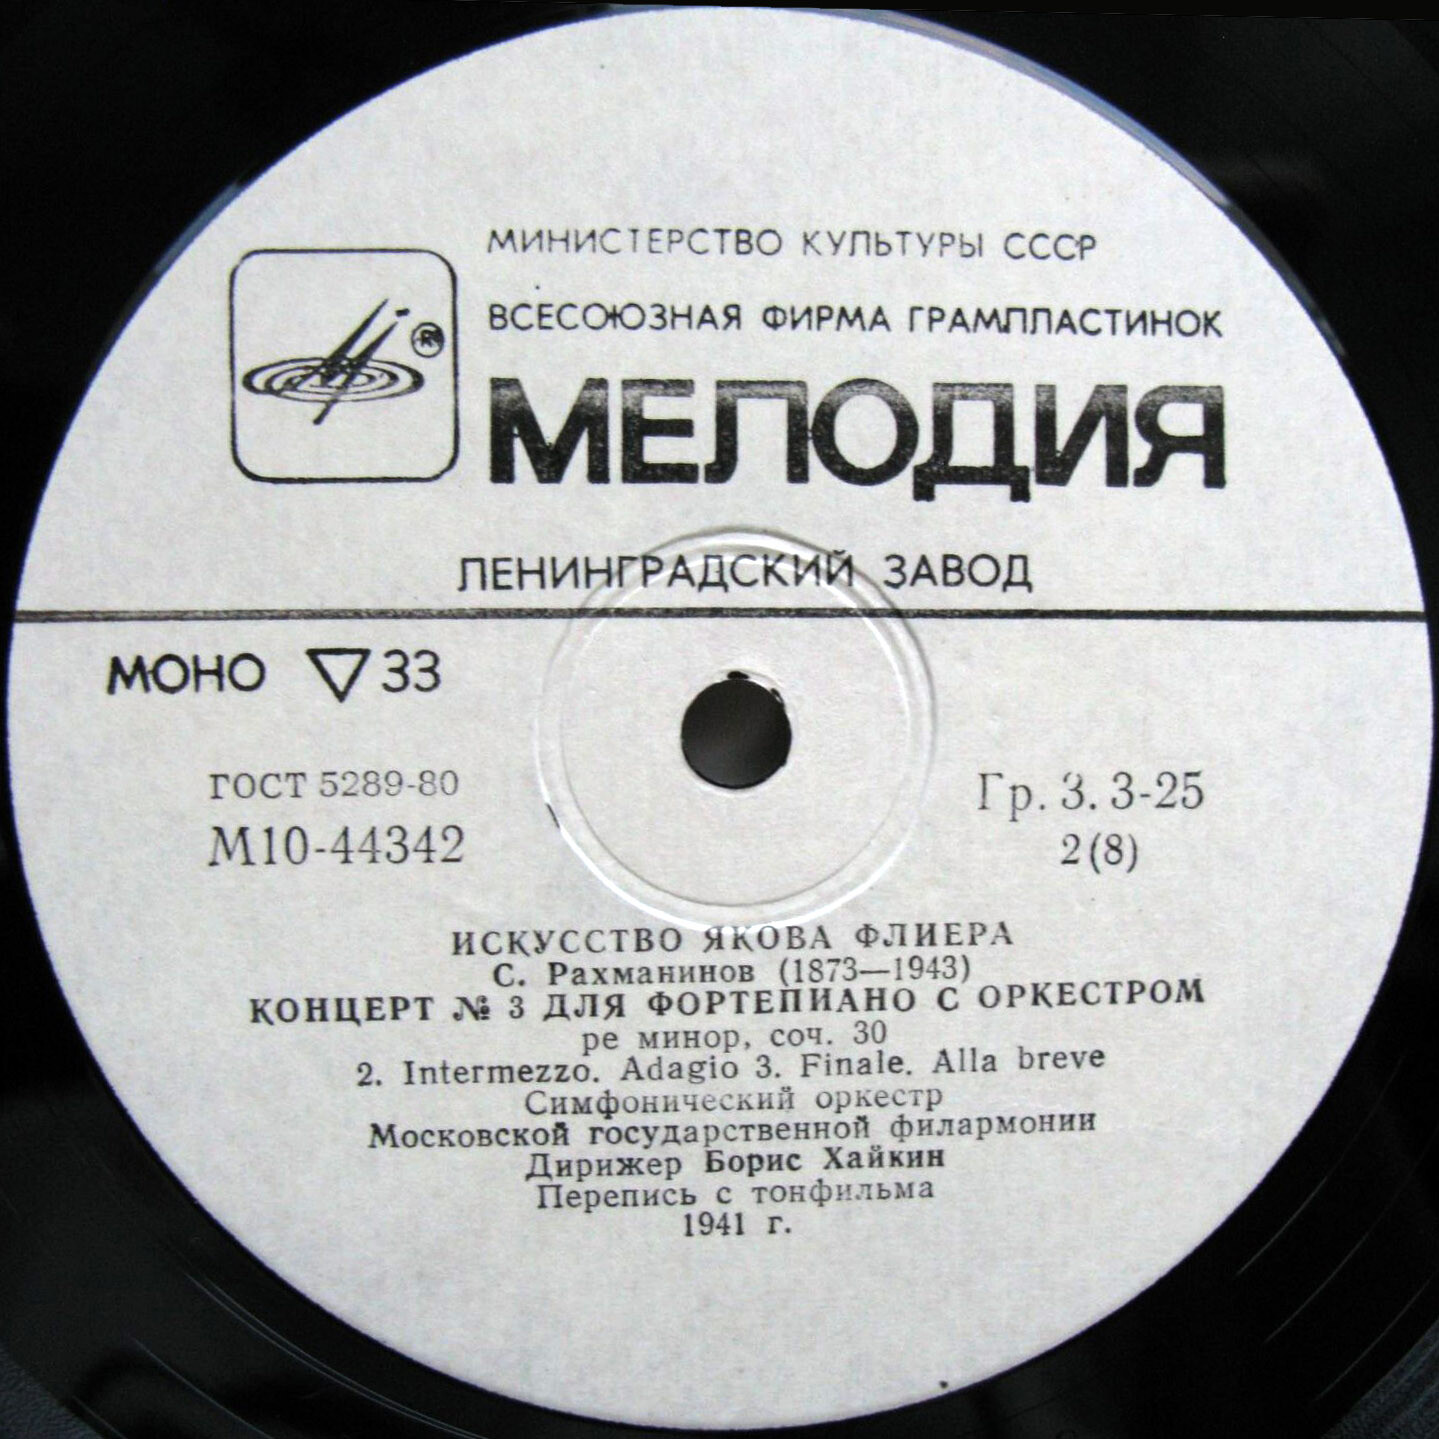 МИНИСТЕРСТВО КУЛЬТУРЫ СССР
ВСЕСОЮЗНАЯ ФИРМА ГРАМПЛАСТИНОК
®
МЕЛОДИЯ
ЛЕНИНГРАДСКИЙ ЗАВОД
МОНО ▽ 33
ГОСТ 5289-80
М10-44342
Гр. 3. 3-25
2(8)
ИСКУССТВО ЯКОВА ФЛИЕРА
С. Рахманинов (1873—1943)
КОНЦЕРТ № 3 ДЛЯ ФОРТЕПИАНО С ОРКЕСТРОМ
ре минор, соч. 30
2. Intermezzo. Adagio 3. Finale. Alla breve
Симфонический оркестр
Московской государственной филармонии
Дирижер Борис Хайкин
Перепись с тонфильма
1941 г.